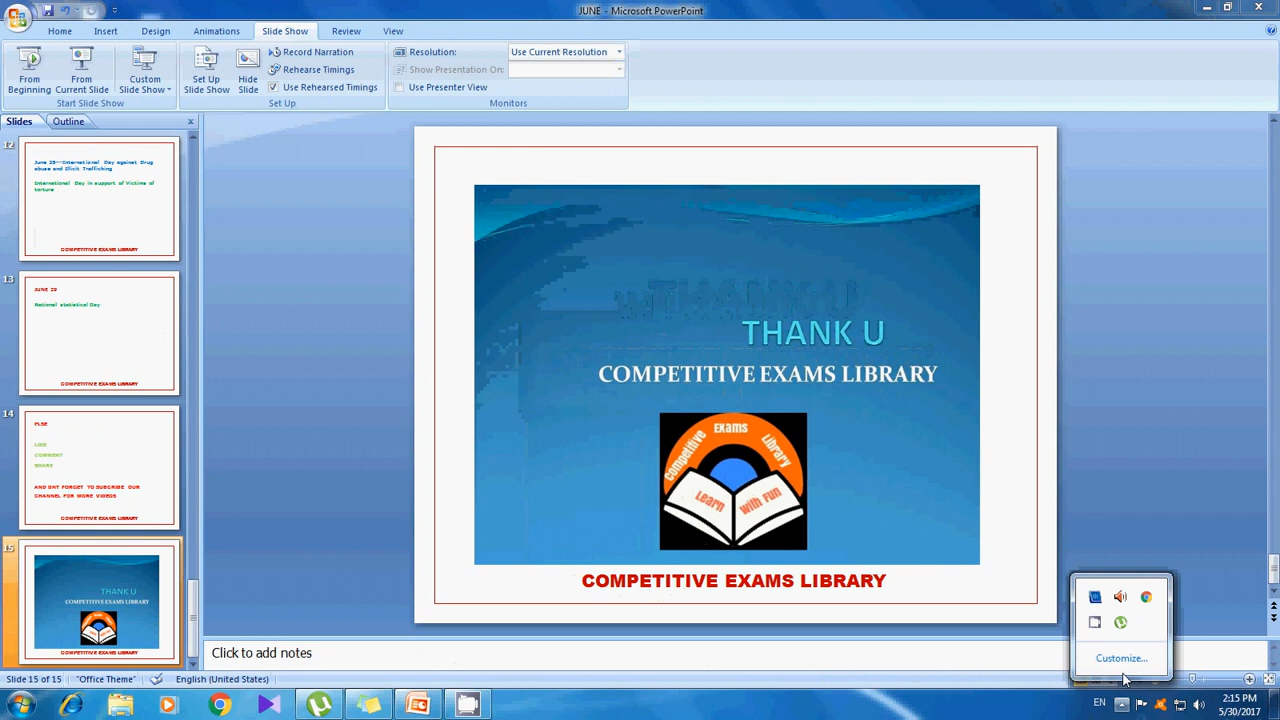 JUNE - Microsoft PowerPoint
Home Insert Design Animations Slide Show Review View
From Beginning
From Current Slide
Custom Slide Show
Start Slide Show
Set Up Slide Show
Hide Slide
Record Narration
Rehearse Timings
Use Rehearsed Timings
Set Up
Resolution: Use Current Resolution
Show Presentation On:
Use Presenter View
Monitors
Slides Outline
12
June 25---International Day against Drug
abuse and Illicit Trafficking
International Day in support of Victims of
torture
COMPETITIVE EXAMS LIBRARY
13
JUNE 29
National statistical Day
COMPETITIVE EXAMS LIBRARY
14
PLSE
LIKE
COMMENT
SHARE
AND DNT FORGET TO SUBCRIBE OUR
CHANNEL FOR MORE VIDEOS
COMPETITIVE EXAMS LIBRARY
15
THANK U
COMPETITIVE EXAMS LIBRARY
COMPETITIVE EXAMS LIBRARY
THANK U
COMPETITIVE EXAMS LIBRARY
Competitive Exams Library
Learn with Fun
COMPETITIVE EXAMS LIBRARY
Click to add notes
Customize...
Slide 15 of 15 "Office Theme" English (United States)
EN
2:15 PM
5/30/2017